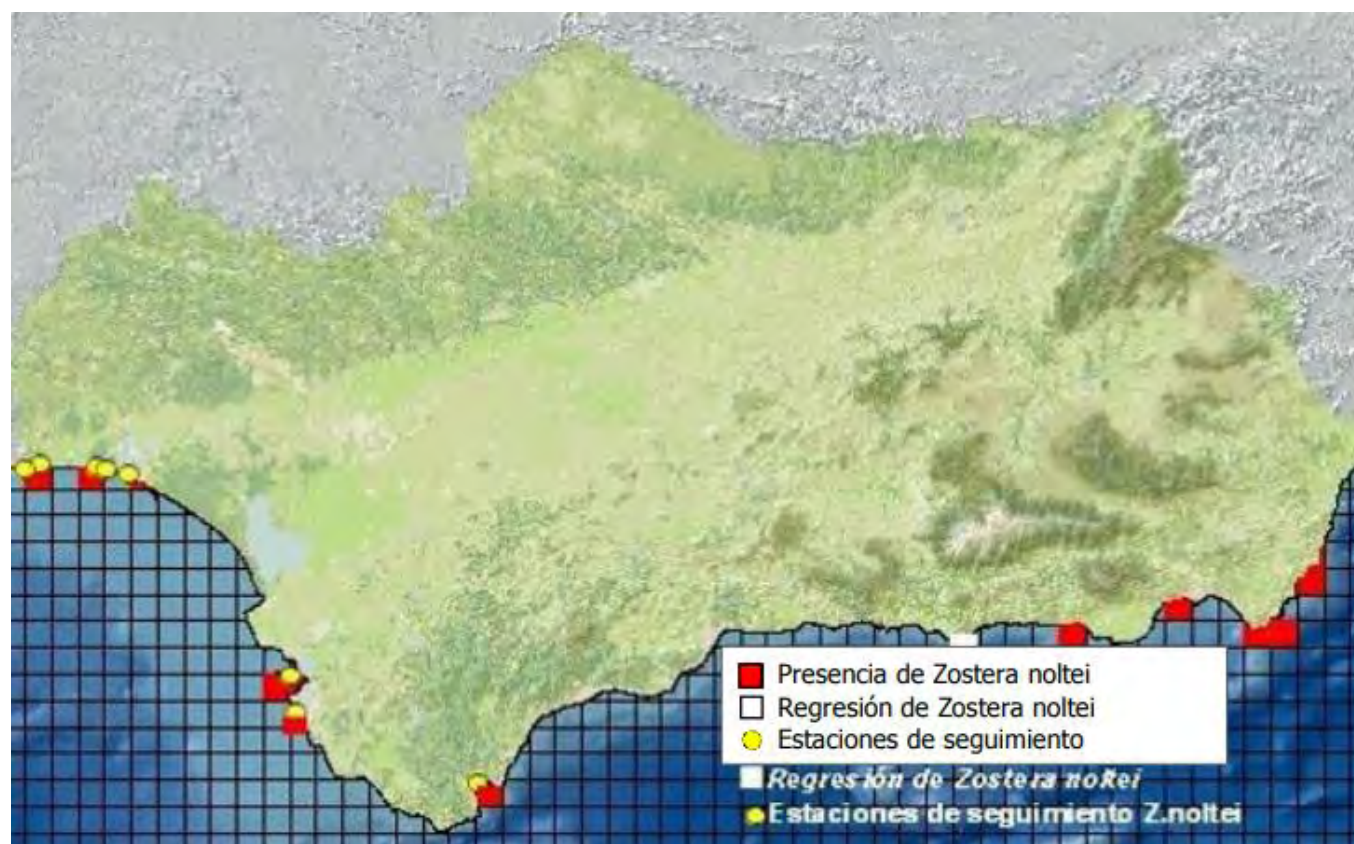 Presencia de Zostera noltei
Regresión de Zostera noltei
Estaciones de seguimiento
Regresión de Zostera noltei
Estaciones de seguimiento Z.noltei